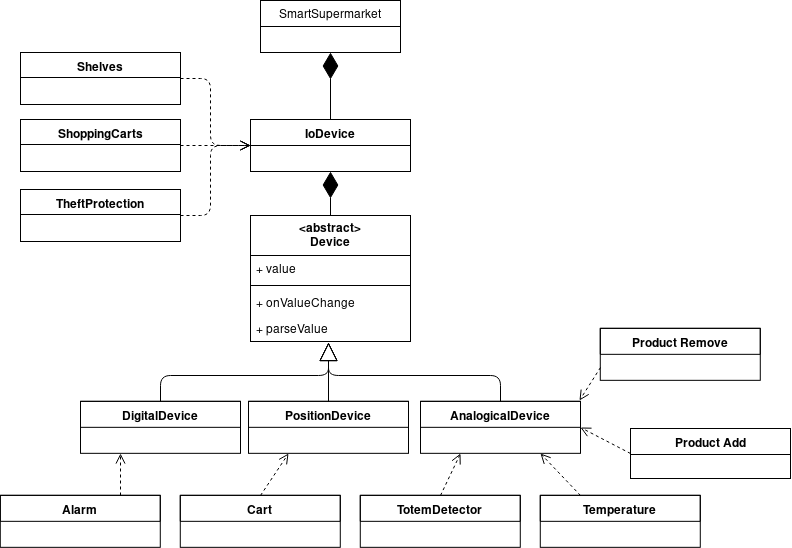 SmartSupermarket
Shelves
IoDevice
ShoppingCarts
TheftProtection
<abstract>
Device
+ value
+ onValueChange
+ parseValue
Product Remove
DigitalDevice
PositionDevice
AnalogicalDevice
Product Add
Alarm
Cart
TotemDetector
Temperature